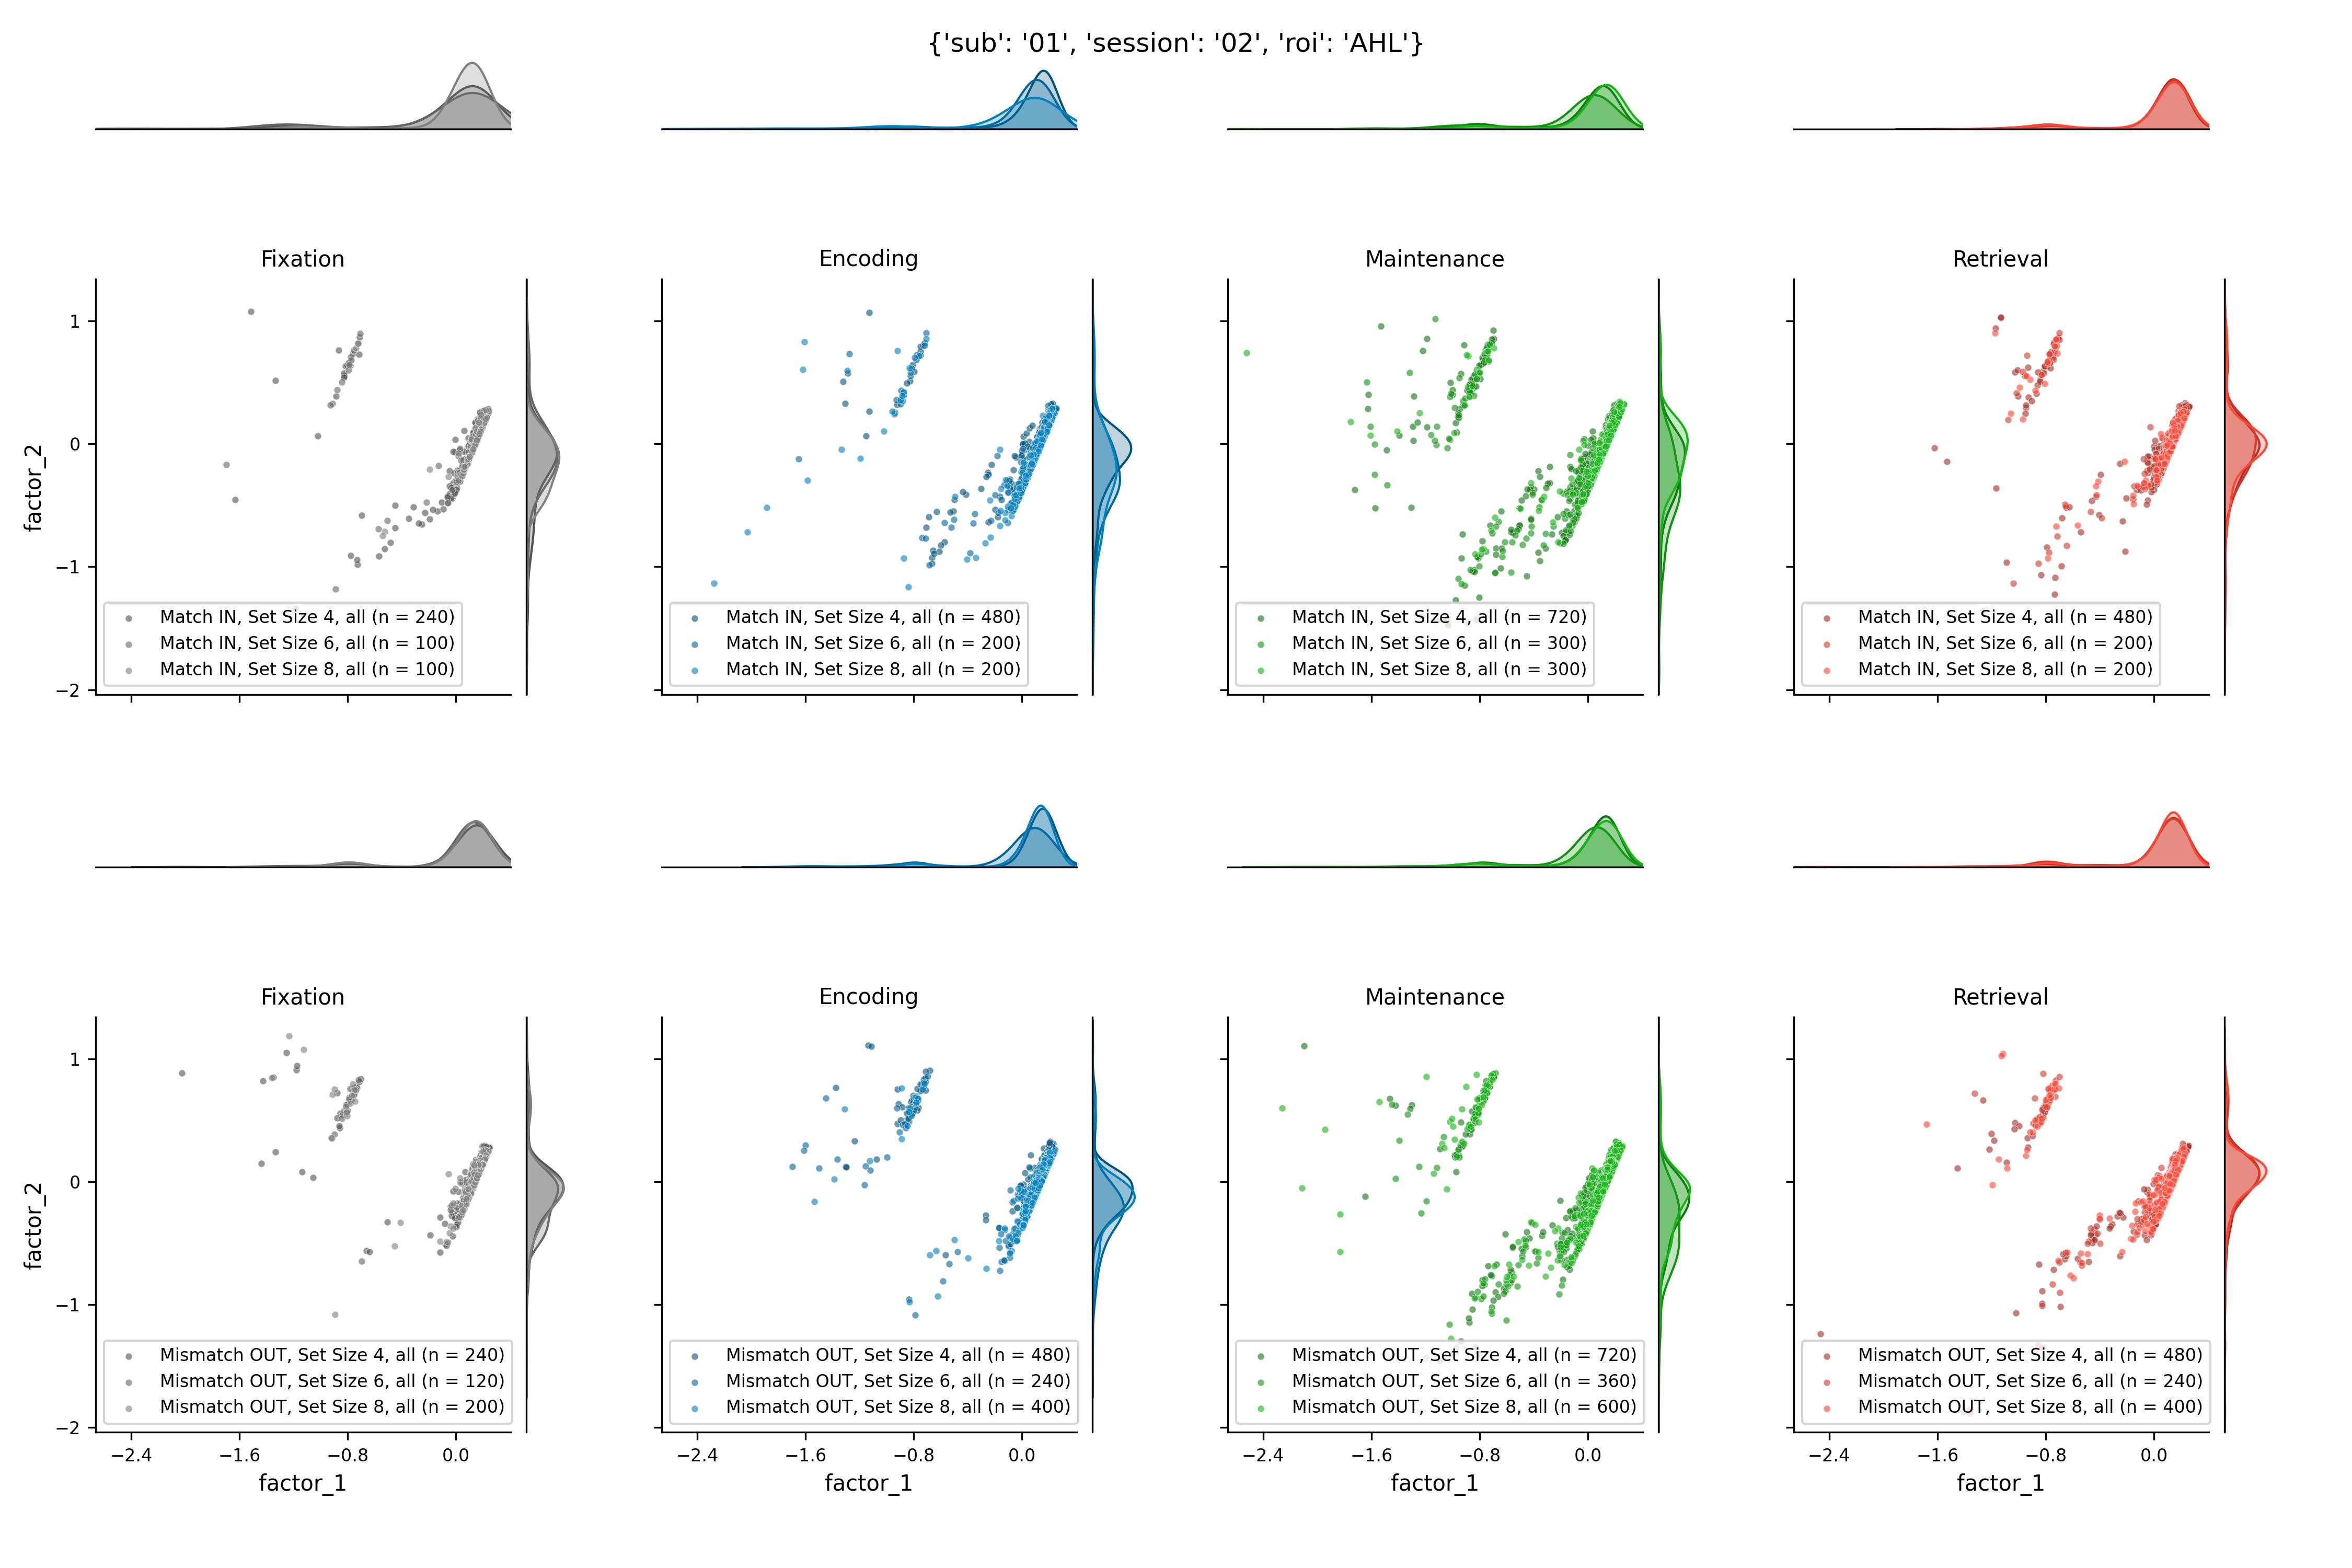 {'sub': '01', 'session': '02', 'roi': 'AHL'}
Fixation
Encoding
Maintenance
Retrieval
factor_2
1
0
−1
−2
Match IN, Set Size 4, all (n = 240)
Match IN, Set Size 6, all (n = 100)
Match IN, Set Size 8, all (n = 100)
Match IN, Set Size 4, all (n = 480)
Match IN, Set Size 6, all (n = 200)
Match IN, Set Size 8, all (n = 200)
Match IN, Set Size 4, all (n = 720)
Match IN, Set Size 6, all (n = 300)
Match IN, Set Size 8, all (n = 300)
Match IN, Set Size 4, all (n = 480)
Match IN, Set Size 6, all (n = 200)
Match IN, Set Size 8, all (n = 200)
Fixation
Encoding
Maintenance
Retrieval
factor_2
1
0
−1
−2
Mismatch OUT, Set Size 4, all (n = 240)
Mismatch OUT, Set Size 6, all (n = 120)
Mismatch OUT, Set Size 8, all (n = 200)
Mismatch OUT, Set Size 4, all (n = 480)
Mismatch OUT, Set Size 6, all (n = 240)
Mismatch OUT, Set Size 8, all (n = 400)
Mismatch OUT, Set Size 4, all (n = 720)
Mismatch OUT, Set Size 6, all (n = 360)
Mismatch OUT, Set Size 8, all (n = 600)
Mismatch OUT, Set Size 4, all (n = 480)
Mismatch OUT, Set Size 6, all (n = 240)
Mismatch OUT, Set Size 8, all (n = 400)
−2.4 −1.6 −0.8 0.0
−2.4 −1.6 −0.8 0.0
−2.4 −1.6 −0.8 0.0
−2.4 −1.6 −0.8 0.0
factor_1
factor_1
factor_1
factor_1